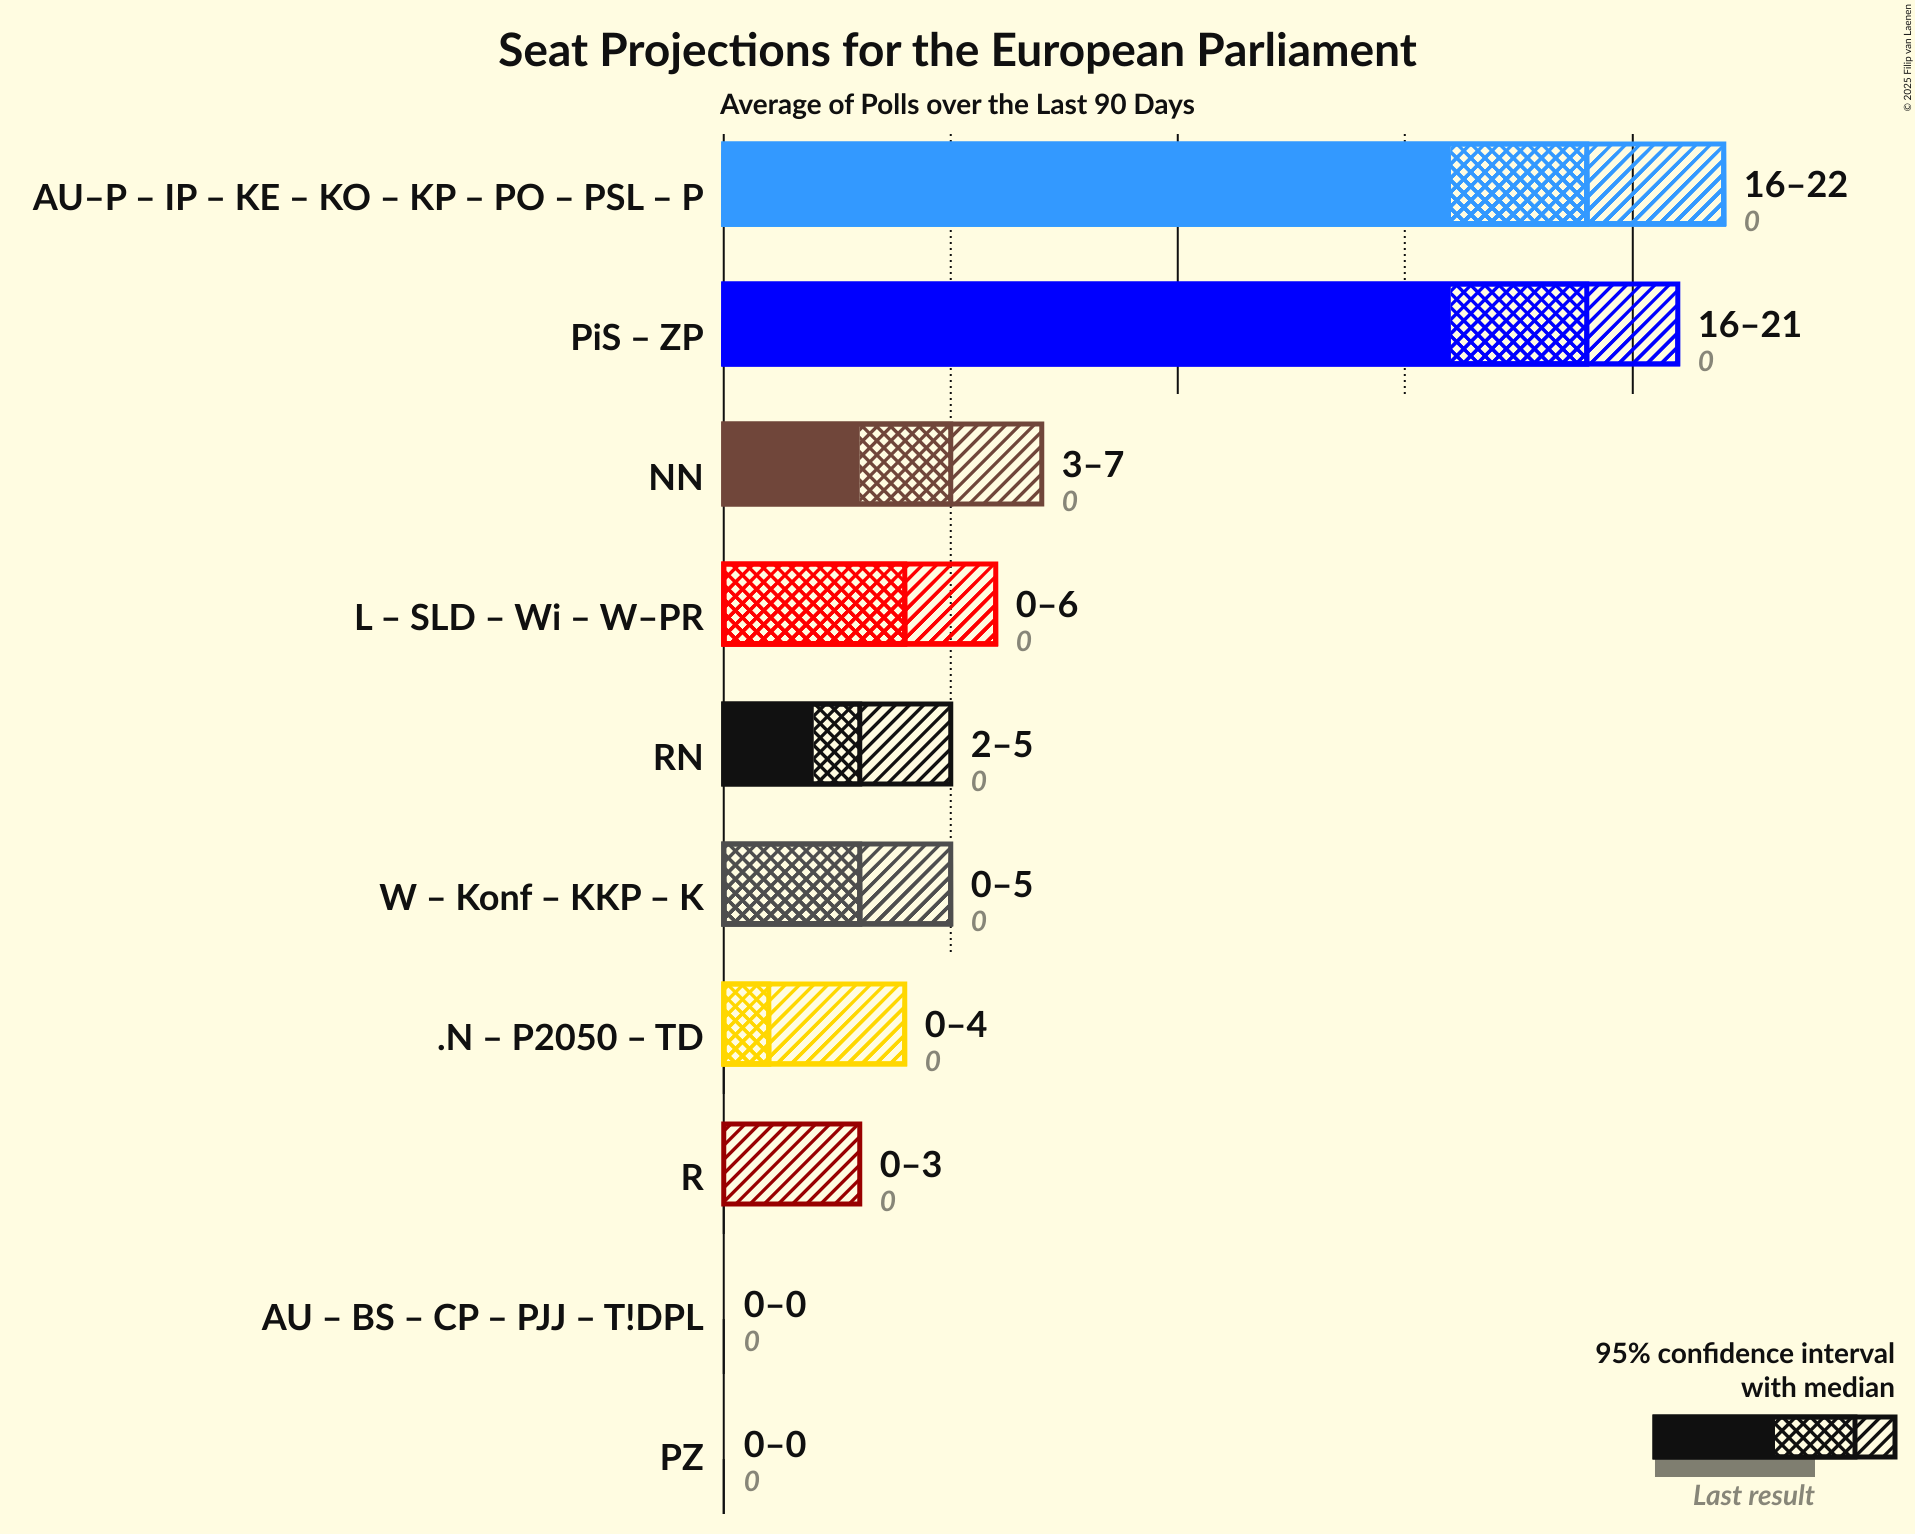 Seat Projections for the European Parliament
Average of Polls over the Last 90 Days
© 2025 Filip van Laenen
AU–P – IP – KE – KO – KP – PO – PSL – P
16–22
0
PiS – ZP
16–21
0
NN
3–7
0
L – SLD – Wi – W–PR
0–6
0
RN
2–5
0
W – Konf – KKP – K
0–5
0
.N – P2050 – TD
0–4
0
R
0–3
0
AU – BS – CP – PJJ – T!DPL
0–0
0
PZ
0–0
0
95% confidence interval
with median
Last result